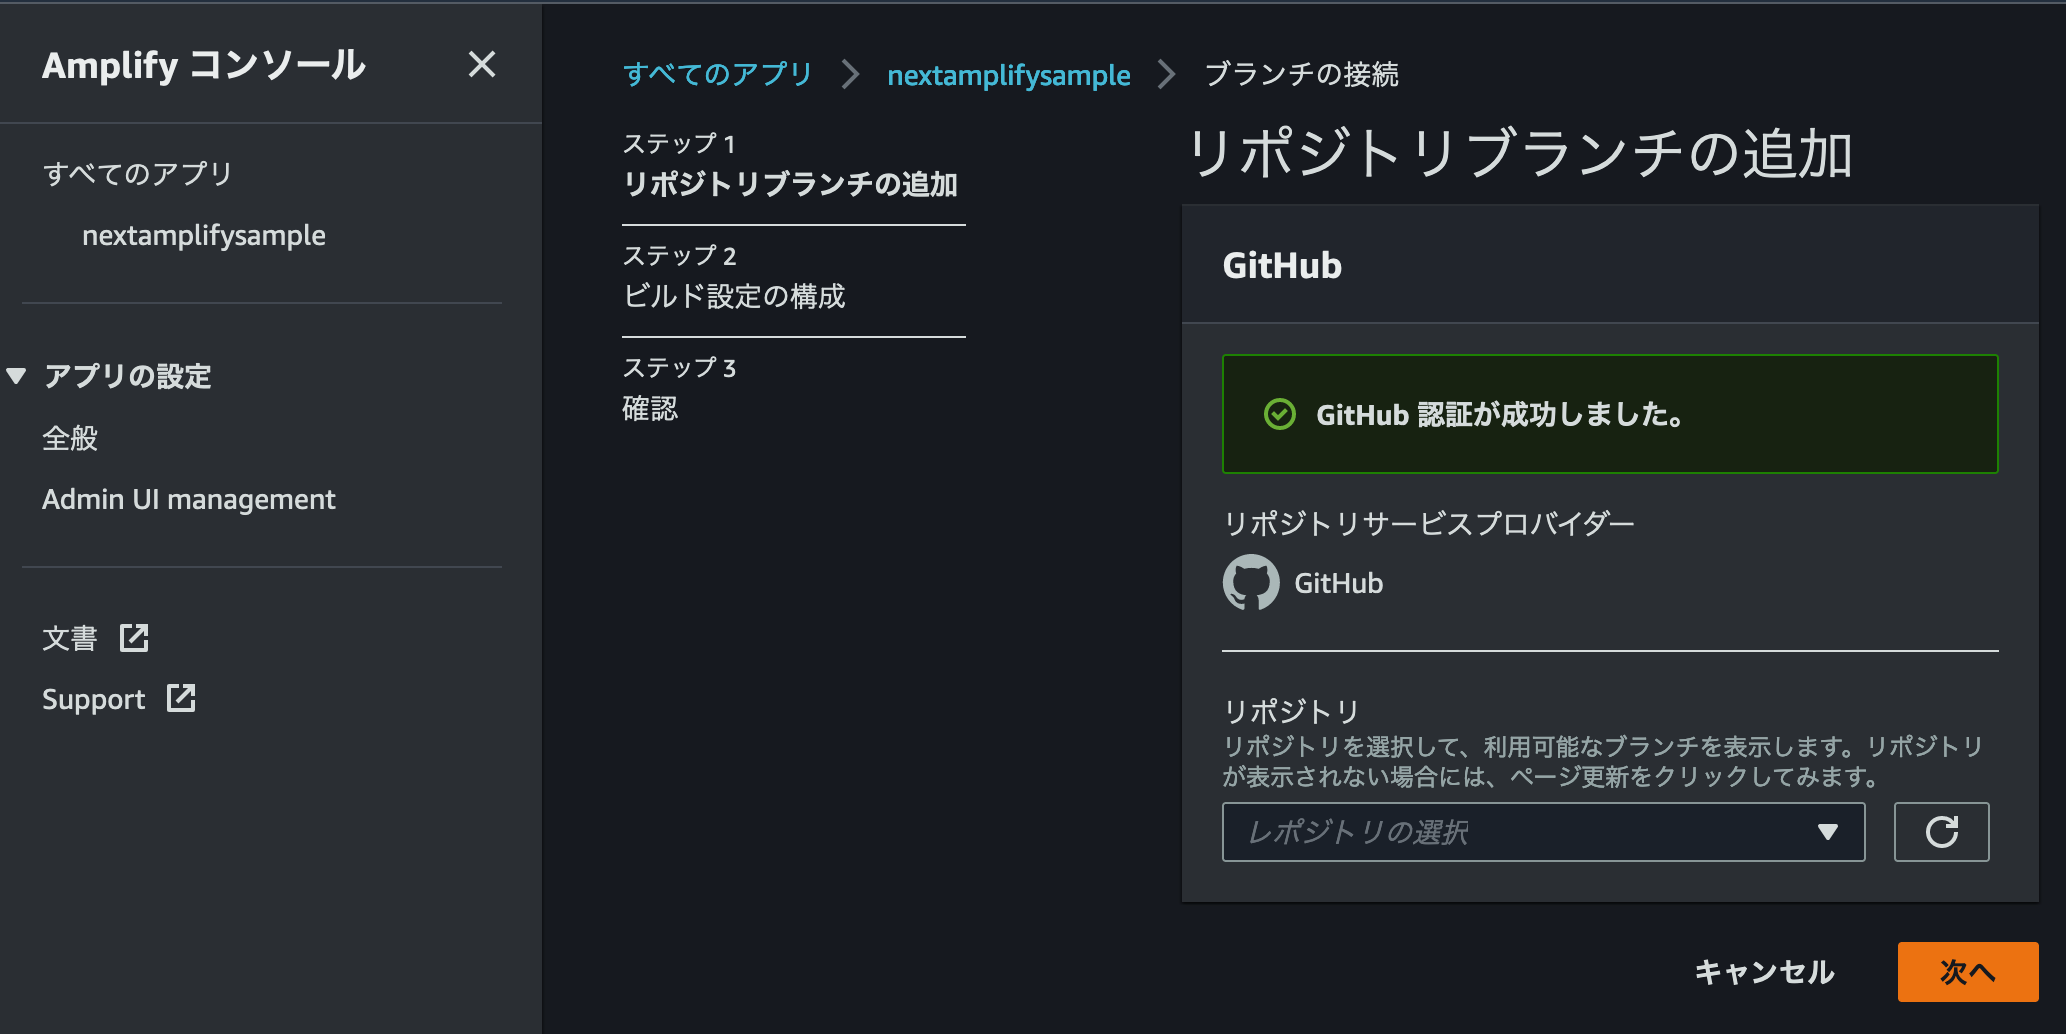 Amplify コンソール
すべてのアプリ
nextamplifysample
アプリの設定
全般
Admin UI management
文書
Support
すべてのアプリ
nextamplifysample
ブランチの接続
ステップ 1
リポジトリブランチの追加
ステップ 2
ビルド設定の構成
ステップ 3
確認
リポジトリブランチの追加
GitHub
GitHub 認証が成功しました。
リポジトリサービスプロバイダー
GitHub
リポジトリ
リポジトリを選択して、利用可能なブランチを表示します。リポジトリ
が表示されない場合には、ページ更新をクリックしてみます。
レポジトリの選択
キャンセル
次へ